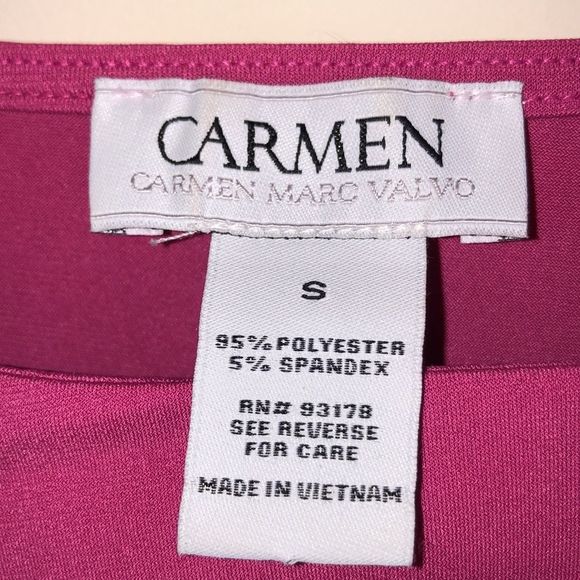 CARMEN
CARMEN MARC VALVO
S
95% POLYESTER
5% SPANDEX
RN# 93178
SEE REVERSE
FOR CARE
MADE IN VIETNAM